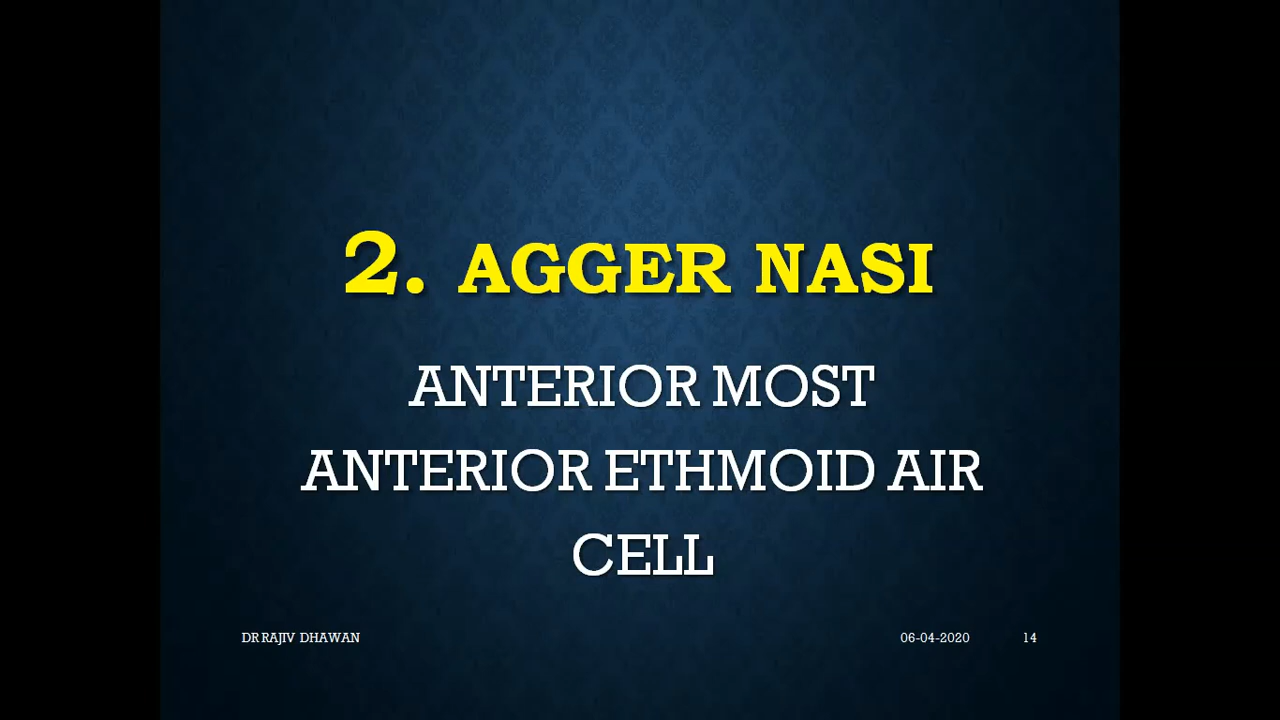 2. AGGER NASI
ANTERIOR MOST
ANTERIOR ETHMOID AIR
CELL
DR RAJIV DHAWAN
06-04-2020
14